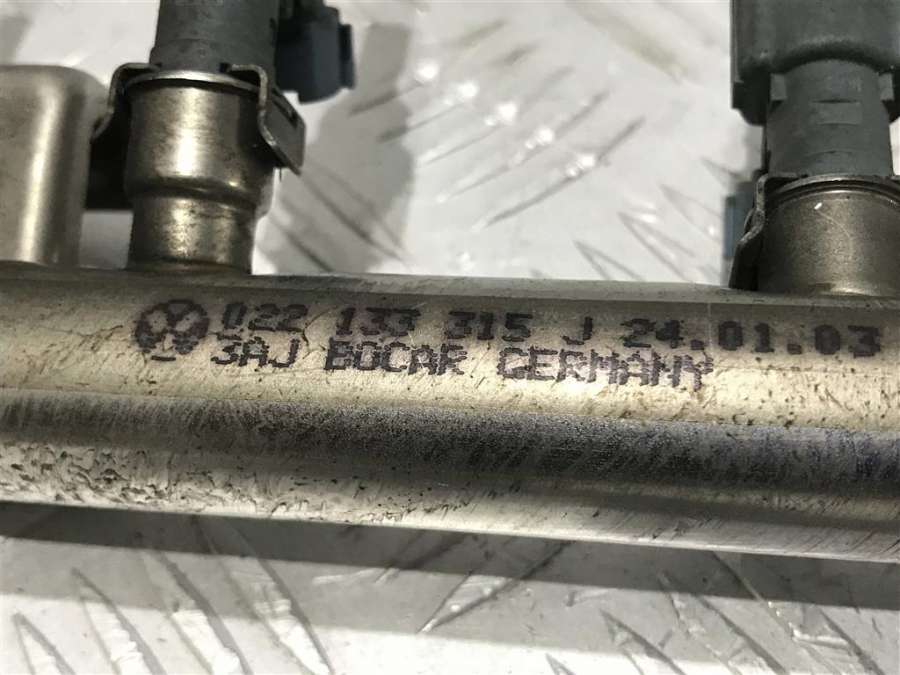 022 133 315 J 24.01.03
3AJ BOCAR GERMANY